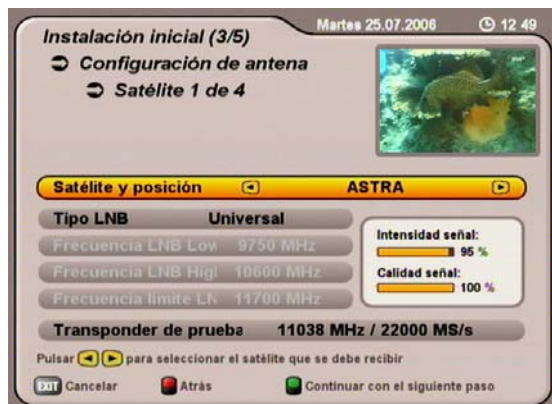 Martes 25.07.2006 12 49
Instalación inicial (3/5)
Configuración de antena
Satélite 1 de 4
Satélite y posición ASTRA
Tipo LNB Universal
Frecuencia LNB Low 9750 MHz
Frecuencia LNB Higl 10600 MHz
Frecuencia límite LN 11700 MHz
Intensidad señal:
95 %
Calidad señal:
100 %
Transponder de prueba 11038 MHz / 22000 MS/s
Pulsar para seleccionar el satélite que se debe recibir
EXIT Cancelar Atrás Continuar con el siguiente paso